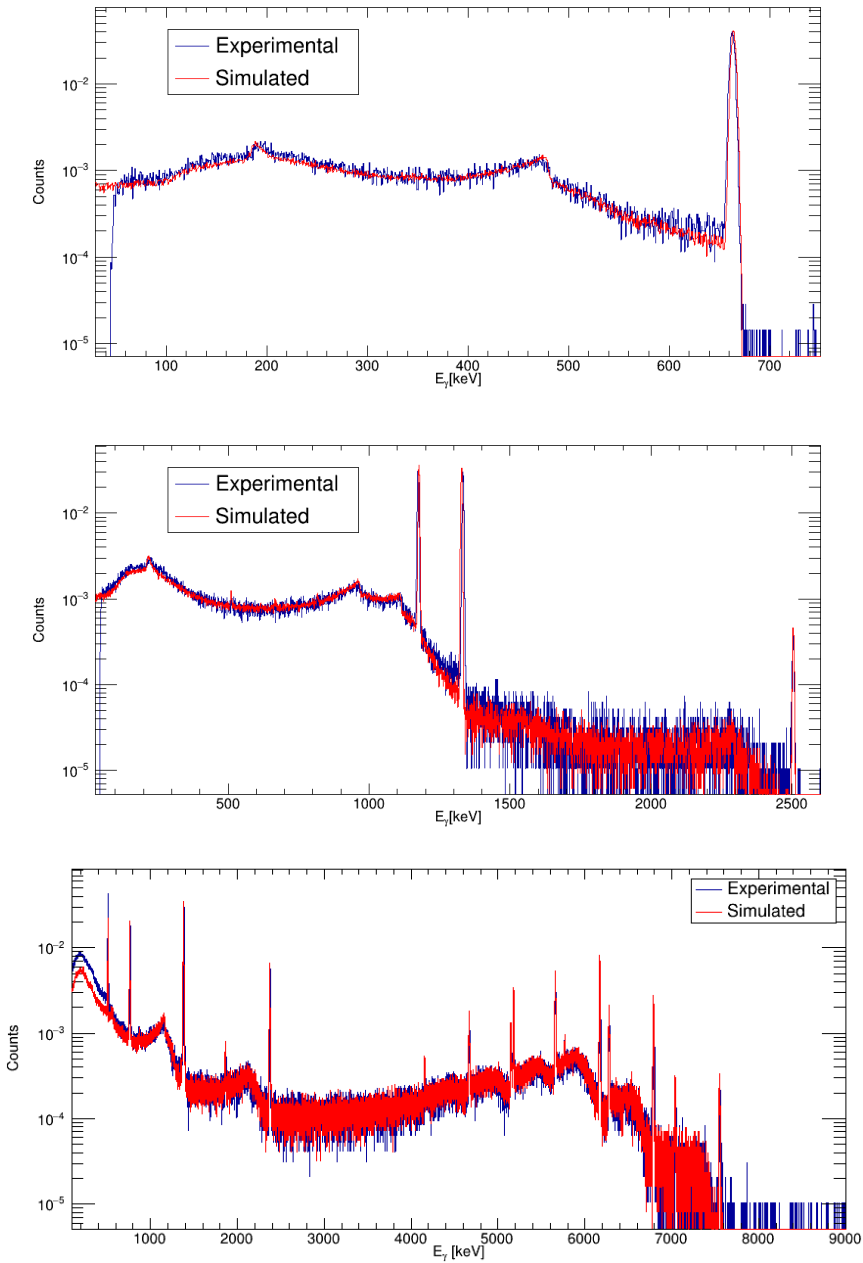 Experimental
Simulated
10⁻²
10⁻³
10⁻⁴
10⁻⁵
Counts
100 200 300 400 500 600 700
Eγ[keV]
Experimental
Simulated
10⁻²
10⁻³
10⁻⁴
10⁻⁵
Counts
500 1000 1500 2000 2500
Eγ[keV]
Experimental
Simulated
10⁻²
10⁻³
10⁻⁴
10⁻⁵
Counts
1000 2000 3000 4000 5000 6000 7000 8000 9000
Eγ [keV]